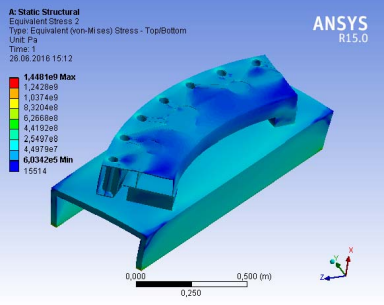 A: Static Structural
Equivalent Stress 2
Type: Equivalent (von-Mises) Stress - Top/Bottom
Unit: Pa
Time: 1
26.06.2016 15:12
1,4481e9 Max
1,2428e9
1,0374e9
8,3204e8
6,2668e8
4,4192e8
2,5497e8
4,4979e7
6,0342e5 Min
15514
ANSYS
R15.0
0,000
0,500 (m)
0,250
X
Y
Z